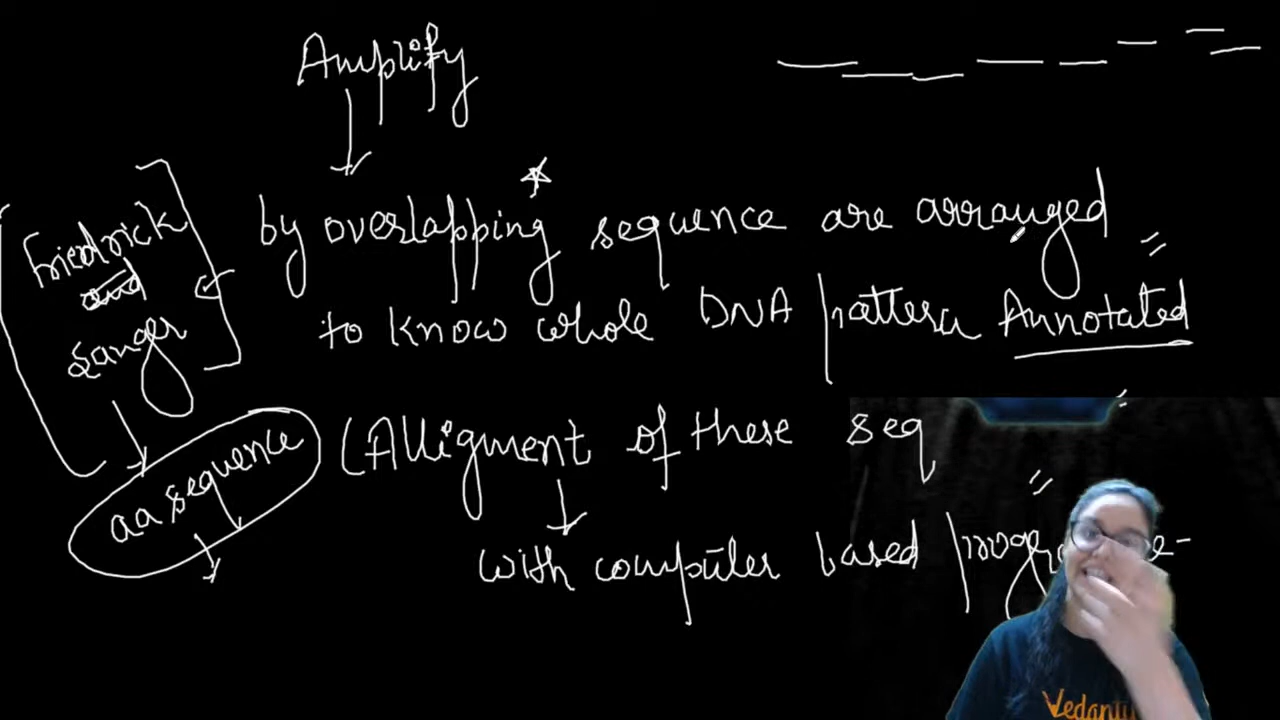 Amplify
by overlapping sequence are arranged
to know whole DNA pattern Annotated
(Alligment of these seq
with computer based
Friedrick
and
Sanger
aa sequence
Vedantu